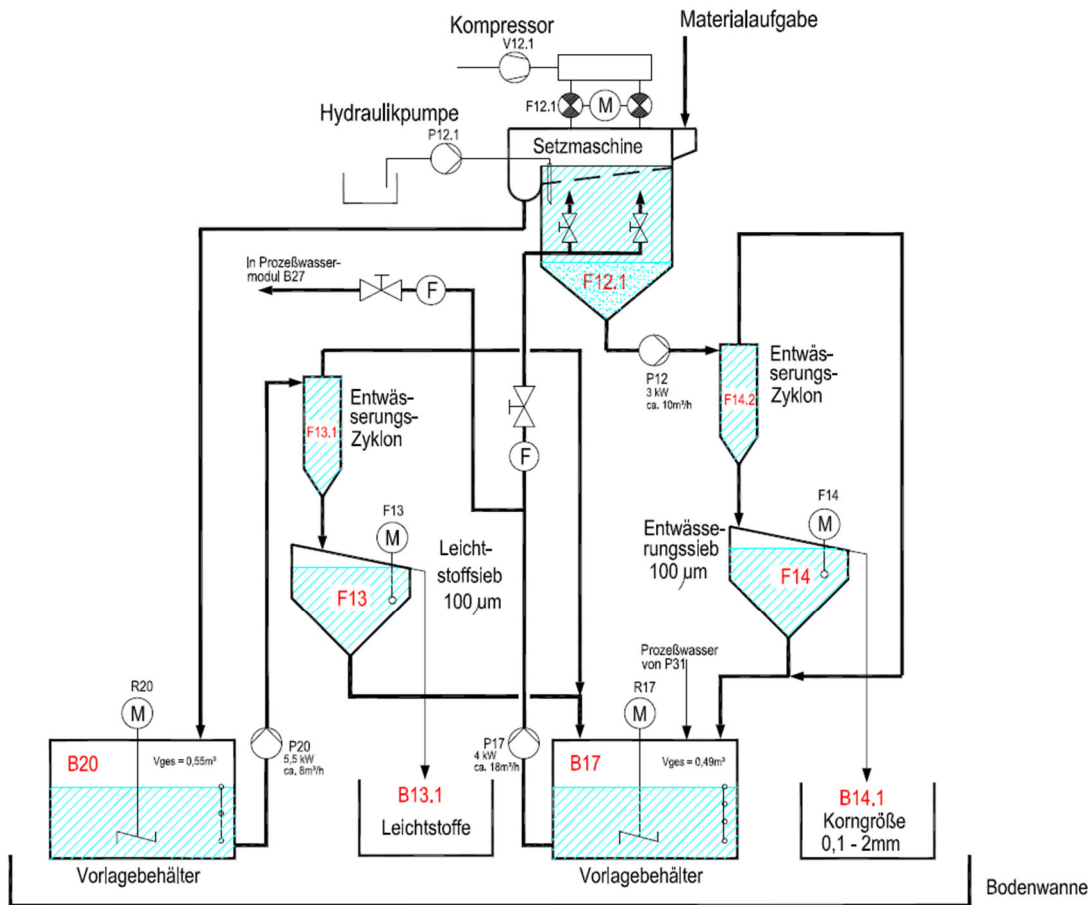 Kompressor
V12.1
Materialaufgabe
F12.1
M
Hydraulikpumpe
P12.1
Setzmaschine
In Prozeßwasser-
modul B27
F
F12.1
P12
3 kW
ca. 10m³/h
F14.2
Entwäs-
serungs-
Zyklon
F13.1
Entwäs-
serungs-
Zyklon
F
F13
M
F13
Leicht-
stoffsieb
100 µm
Entwässe-
rungssieb
100 µm
F14
M
F14
Prozeßwasser
von P31
R20
M
B20
Vges = 0,55m³
P20
5,5 kW
ca. 8m³/h
B13.1
Leichtstoffe
P17
4 kW
ca. 18m³/h
R17
M
B17
Vges = 0,49m³
B14.1
Korngröße
0,1 - 2mm
Vorlagebehälter
Vorlagebehälter
Bodenwanne